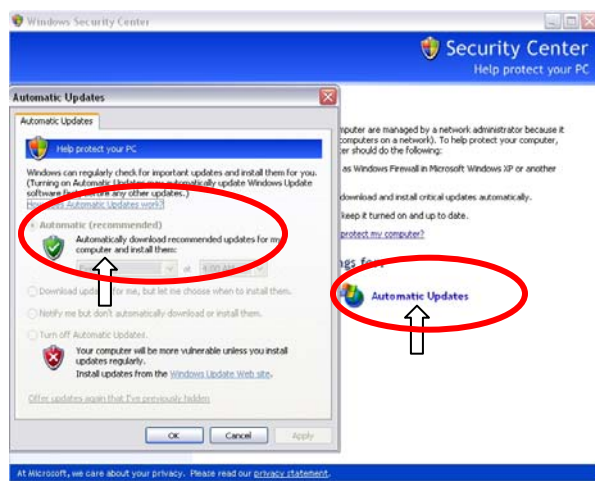 Windows Security Center
Security Center
Help protect your PC
Automatic Updates
Automatic Updates
Help protect your PC
Windows can regularly check for important updates and install them for you.
(Turning on Automatic Updates may automatically update Windows Update
software first, before any other updates.)
How does Automatic Updates work?
Automatic (recommended)
Automatically download recommended updates for my
computer and install them:
at 4:00 AM
Download updates for me, but let me choose when to install them.
Notify me but don't automatically download or install them.
Turn off Automatic Updates.
Your computer will be more vulnerable unless you install
updates regularly.
Install updates from the Windows Update Web site.
Offer updates again that I've previously hidden
OK Cancel Apply
mputer are managed by a network administrator because it
computers on a network). To help protect your computer,
er should do the following:
as Windows Firewall in Microsoft Windows XP or another
download and install critical updates automatically.
keep it turned on and up to date.
protect my computer?
ngs for:
Automatic Updates
At Microsoft, we care about your privacy. Please read our privacy statement.